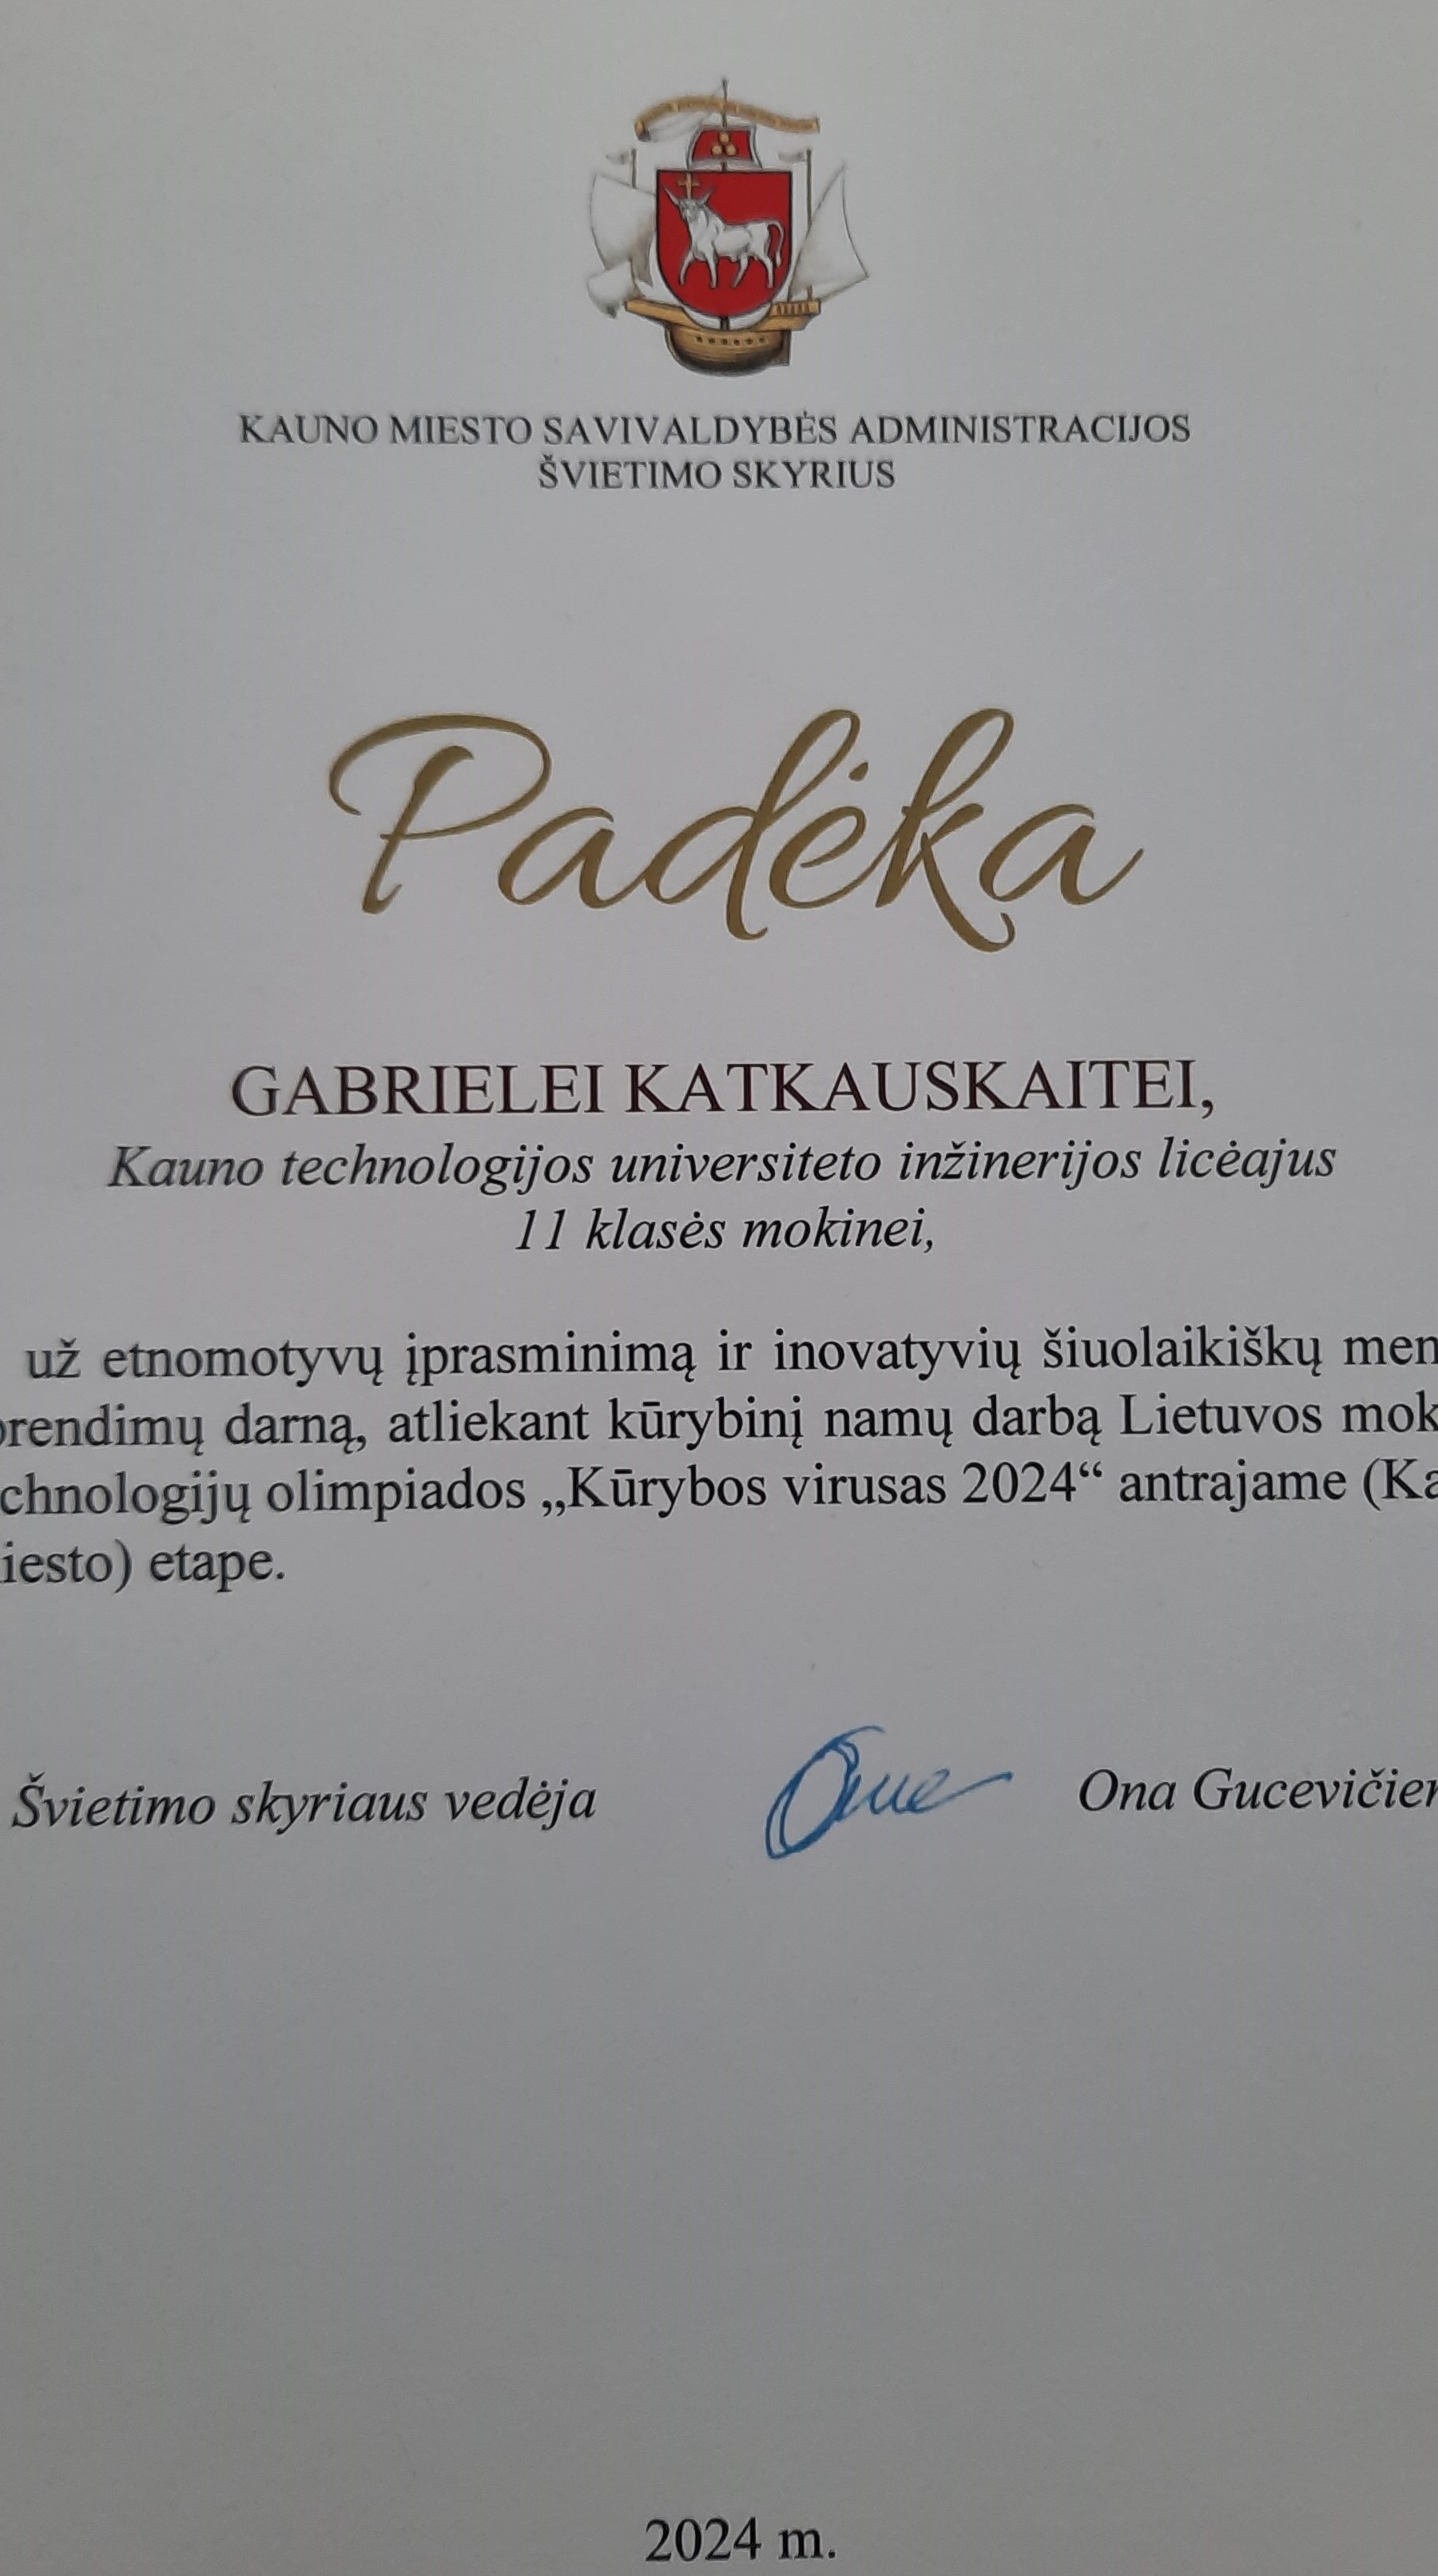 KAUNO MIESTO SAVIVALDYBĖS ADMINISTRACIJOS
ŠVIETIMO SKYRIUS
Padėka
GABRIELEI KATKAUSKAITEI,
Kauno technologijos universiteto inžinerijos licėajus
11 klasės mokinei,
už etnomotyvų įprasminimą ir inovatyvių šiuolaikiškų men
prendimų darną, atliekant kūrybinį namų darbą Lietuvos mok
chnologijų olimpiados „Kūrybos virusas 2024“ antrajame (Ka
iesto) etape.
Švietimo skyriaus vedėja Ona Gucevičien
2024 m.